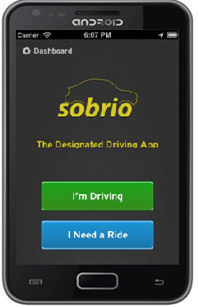 ANDROID
Carrier 6:07 PM
Dashboard
sobrio
The Designated Driving App
I'm Driving
I Need a Ride